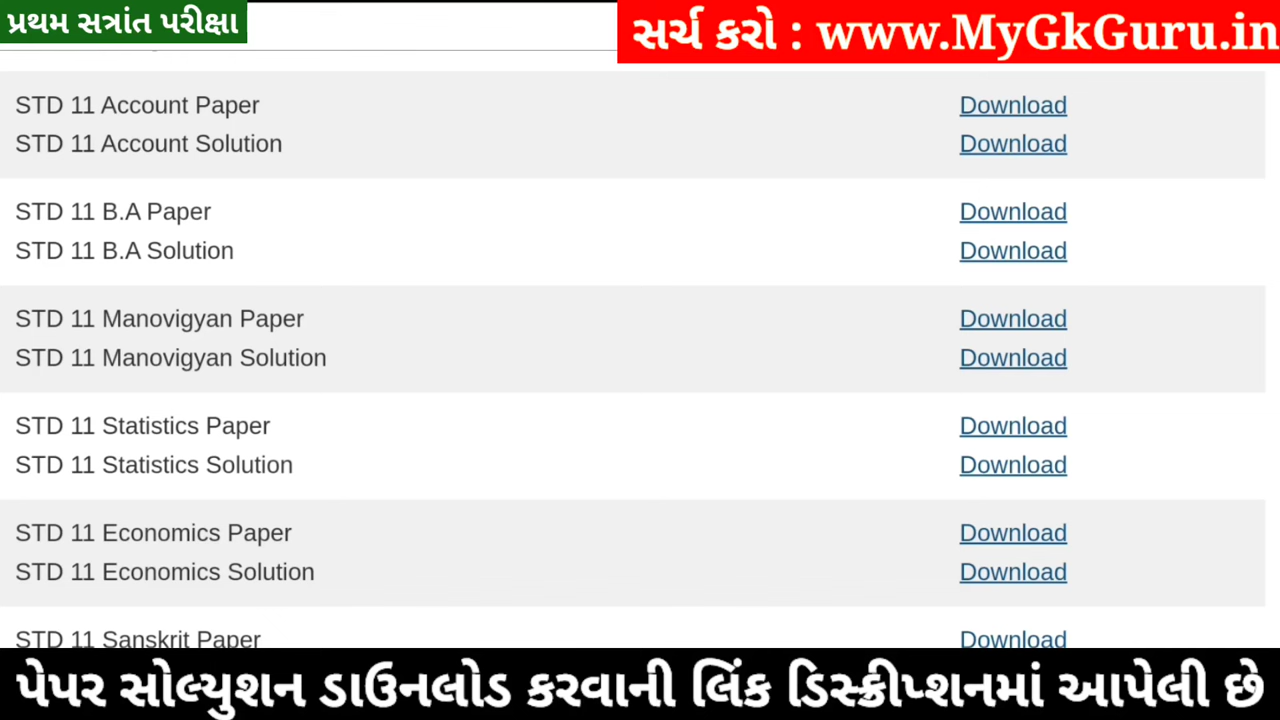 પ્રથમ સત્રાંત પરીક્ષા
સર્ચ કરો : www.MyGkGuru.in
STD 11 Account Paper Download
STD 11 Account Solution Download
STD 11 B.A Paper Download
STD 11 B.A Solution Download
STD 11 Manovigyan Paper Download
STD 11 Manovigyan Solution Download
STD 11 Statistics Paper Download
STD 11 Statistics Solution Download
STD 11 Economics Paper Download
STD 11 Economics Solution Download
STD 11 Sanskrit Paper Download
પેપર સોલ્યુશન ડાઉનલોડ કરવાની લિંક ડિસ્ક્રીપ્શનમાં આપેલી છે